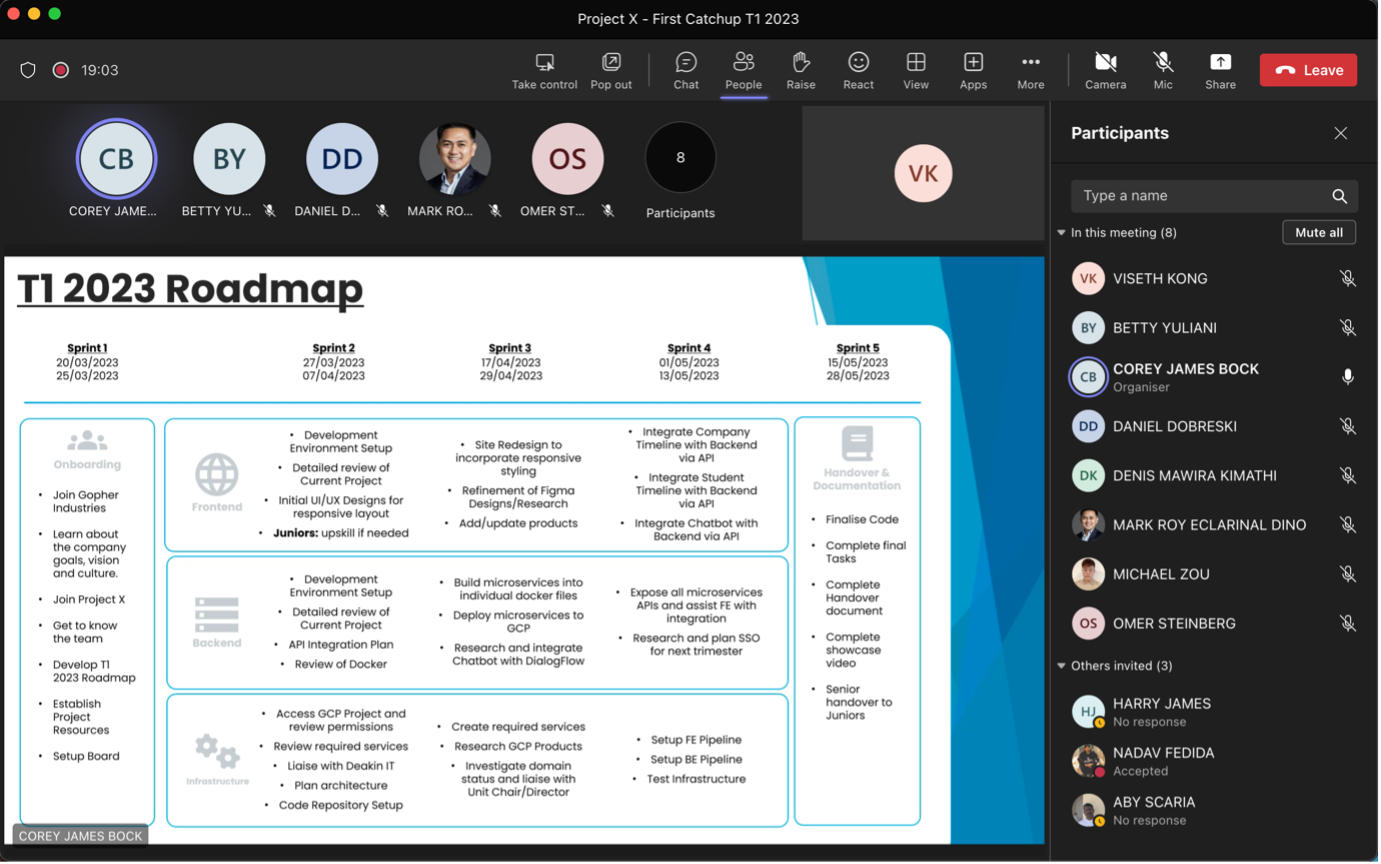 Project X - First Catchup T1 2023
19:03
Take control
Pop out
Chat
People
Raise
React
View
Apps
More
Camera
Mic
Share
Leave
CB
BY
DD
OS
8
COREY JAME...
BETTY YU...
DANIEL D...
MARK RO...
OMER ST...
Participants
VK
T1 2023 Roadmap
Sprint 1
20/03/2023
25/03/2023
Sprint 2
27/03/2023
07/04/2023
Sprint 3
17/04/2023
29/04/2023
Sprint 4
01/05/2023
13/05/2023
Sprint 5
15/05/2023
28/05/2023
Onboarding
• Join Gopher
Industries
• Learn about
the company
goals, vision
and culture.
• Join Project X
• Get to know
the team
• Develop T1
2023 Roadmap
• Establish
Project
Resources
• Setup Board
Frontend
• Development
Environment Setup
• Detailed review of
Current Project
• Initial UI/UX Designs for
responsive layout
• Juniors: upskill if needed
• Site Redesign to
incorporate responsive
styling
• Refinement of Figma
Designs/Research
• Add/update products
• Integrate Company
Timeline with Backend
via API
• Integrate Student
Timeline with Backend
via API
• Integrate Chatbot with
Backend via API
Backend
• Development
Environment Setup
• Detailed review of
Current Project
• API Integration Plan
• Review of Docker
• Build microservices into
individual docker files
• Deploy microservices to
GCP
• Research and integrate
Chatbot with DialogFlow
• Expose all microservices
APIs and assist FE with
integration
• Research and plan SSO
for next trimester
Infrastructure
• Access GCP Project and
review permissions
• Review required services
• Liaise with Deakin IT
• Plan architecture
• Code Repository Setup
• Create required services
• Research GCP Products
• Investigate domain
status and liaise with
Unit Chair/Director
• Setup FE Pipeline
• Setup BE Pipeline
• Test Infrastructure
Handover &
Documentation
• Finalise Code
• Complete final
Tasks
• Complete
Handover
document
• Complete
showcase
video
• Senior
handover to
Juniors
COREY JAMES BOCK
Participants
Type a name
In this meeting (8)
Mute all
VK VISETH KONG
BY BETTY YULIANI
CB COREY JAMES BOCK
Organiser
DD DANIEL DOBRESKI
DK DENIS MAWIRA KIMATHI
MARK ROY ECLARINAL DINO
MICHAEL ZOU
OS OMER STEINBERG
Others invited (3)
HJ HARRY JAMES
No response
NADAV FEDIDA
Accepted
ABY SCARIA
No response